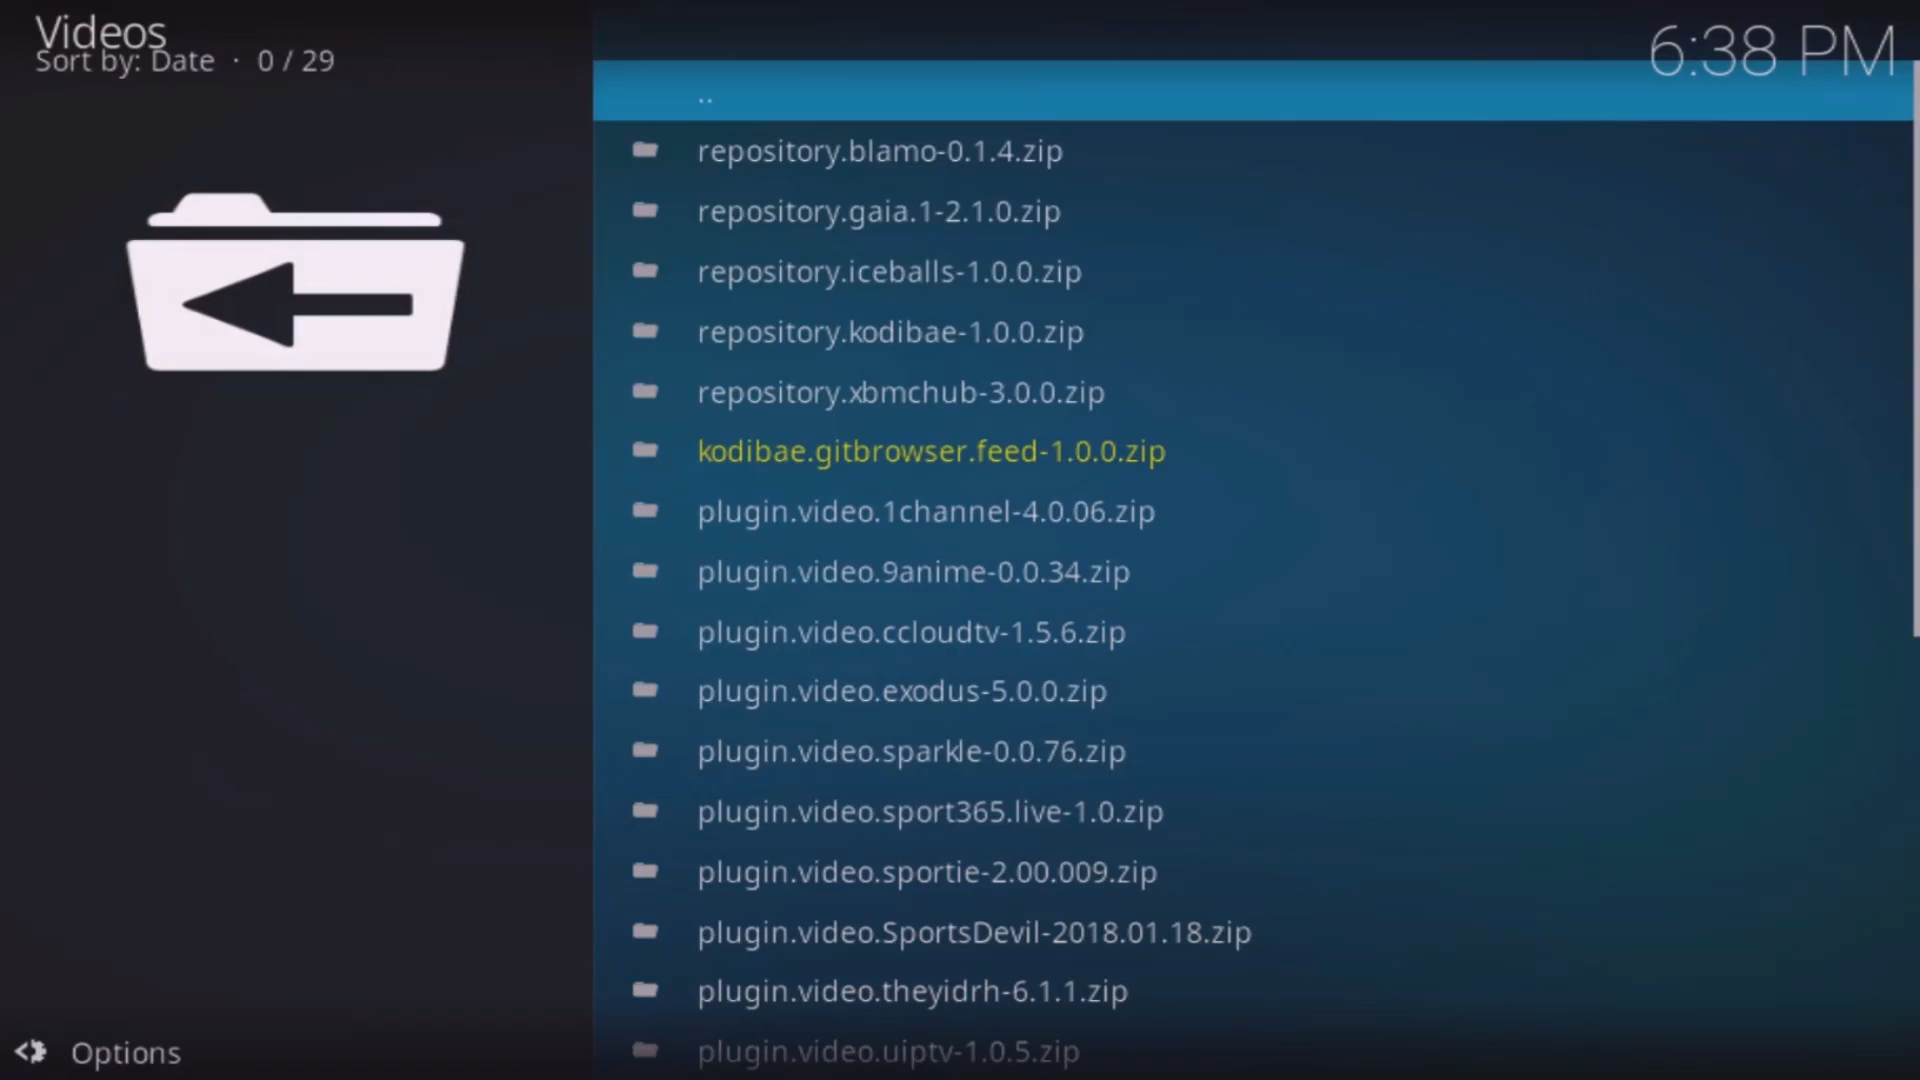 Videos
Sort by: Date · 0 / 29
6:38 PM
..
repository.blamo-0.1.4.zip
repository.gaia.1-2.1.0.zip
repository.iceballs-1.0.0.zip
repository.kodibae-1.0.0.zip
repository.xbmchub-3.0.0.zip
kodibae.gitbrowser.feed-1.0.0.zip
plugin.video.1channel-4.0.06.zip
plugin.video.9anime-0.0.34.zip
plugin.video.ccloudtv-1.5.6.zip
plugin.video.exodus-5.0.0.zip
plugin.video.sparkle-0.0.76.zip
plugin.video.sport365.live-1.0.zip
plugin.video.sportie-2.00.009.zip
plugin.video.SportsDevil-2018.01.18.zip
plugin.video.theyidrh-6.1.1.zip
plugin.video.uiptv-1.0.5.zip
Options